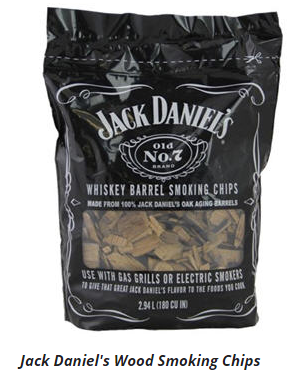 JACK DANIEL'S
Old
No.7
BRAND
WHISKEY BARREL SMOKING CHIPS
MADE FROM 100% JACK DANIEL'S OAK AGING BARRELS
USE WITH GAS GRILLS OR ELECTRIC SMOKERS
TO GIVE THAT GREAT JACK DANIEL'S FLAVOR TO THE FOODS YOU COOK
2.94 L (180 CU IN)
Jack Daniel's Wood Smoking Chips